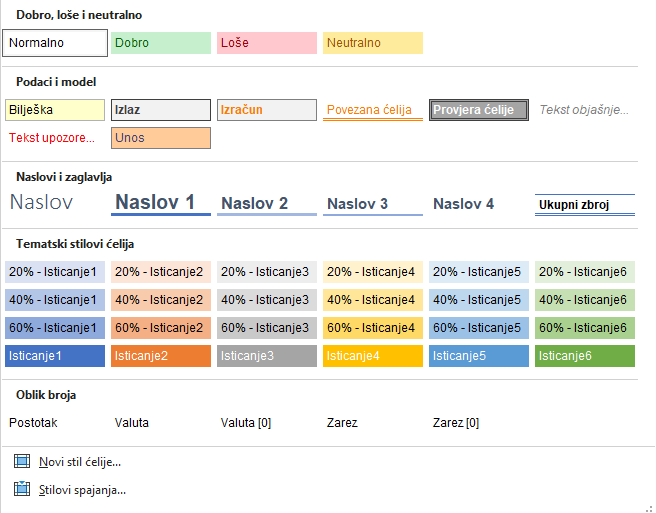 Dobro, loše i neutralno
Normalno Dobro Loše Neutralno
Podaci i model
Bilješka Izlaz Izračun Povezana ćelija Provjera ćelije Tekst objašnje...
Tekst upozore... Unos
Naslovi i zaglavlja
Naslov Naslov 1 Naslov 2 Naslov 3 Naslov 4 Ukupni zbroj
Tematski stilovi ćelija
20% - Isticanje1 20% - Isticanje2 20% - Isticanje3 20% - Isticanje4 20% - Isticanje5 20% - Isticanje6
40% - Isticanje1 40% - Isticanje2 40% - Isticanje3 40% - Isticanje4 40% - Isticanje5 40% - Isticanje6
60% - Isticanje1 60% - Isticanje2 60% - Isticanje3 60% - Isticanje4 60% - Isticanje5 60% - Isticanje6
Isticanje1 Isticanje2 Isticanje3 Isticanje4 Isticanje5 Isticanje6
Oblik broja
Postotak Valuta Valuta [0] Zarez Zarez [0]
Novi stil ćelije...
Stilovi spajanja...